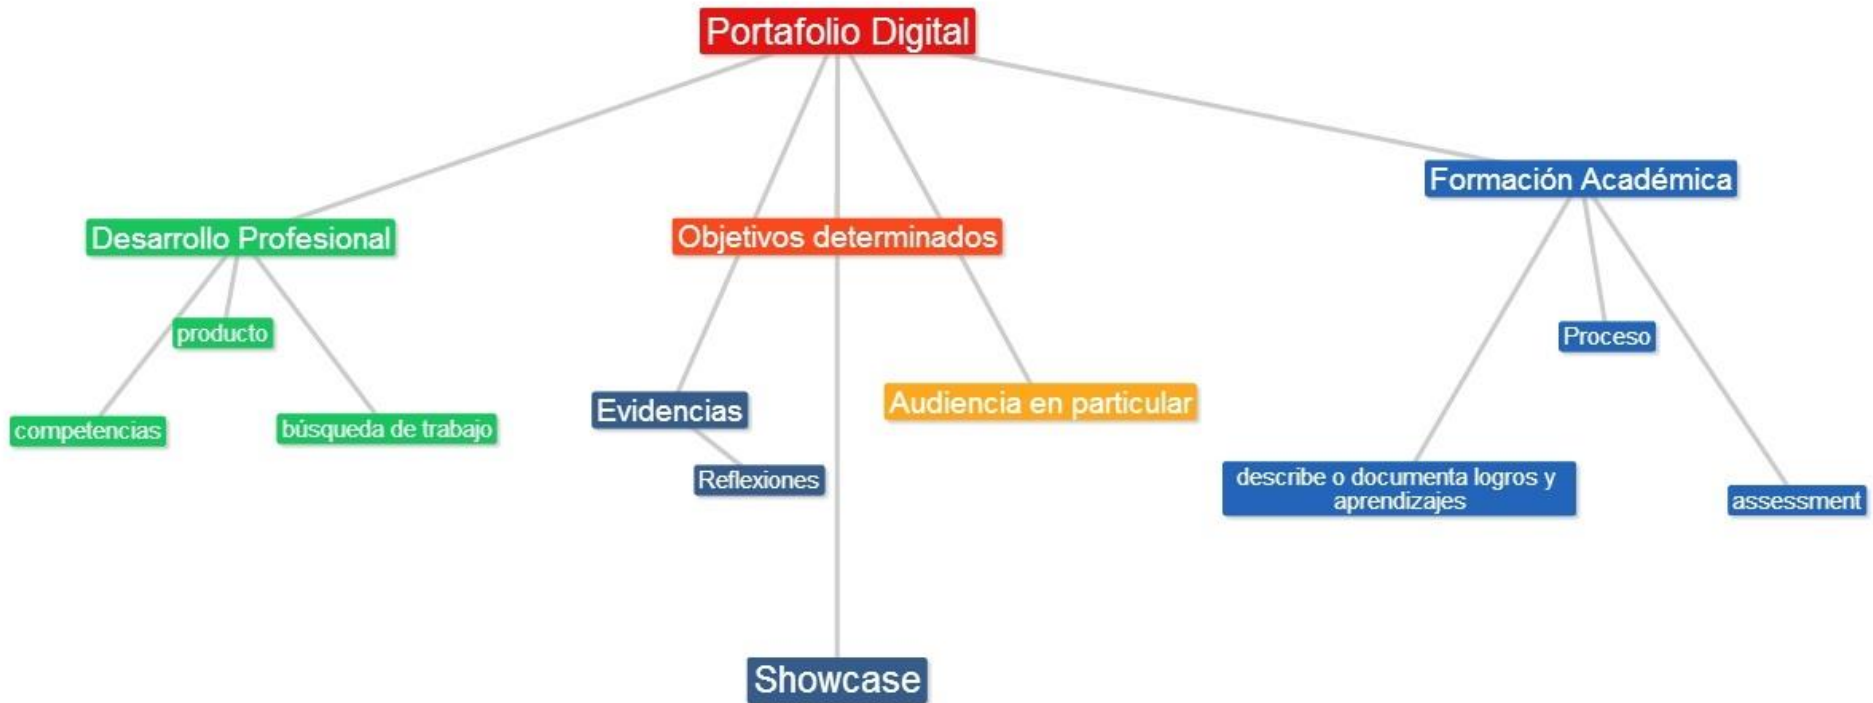 Portafolio Digital
Formación Académica
Desarrollo Profesional
Objetivos determinados
producto
Proceso
competencias
búsqueda de trabajo
Evidencias
Audiencia en particular
Reflexiones
describe o documenta logros y
aprendizajes
assessment
Showcase